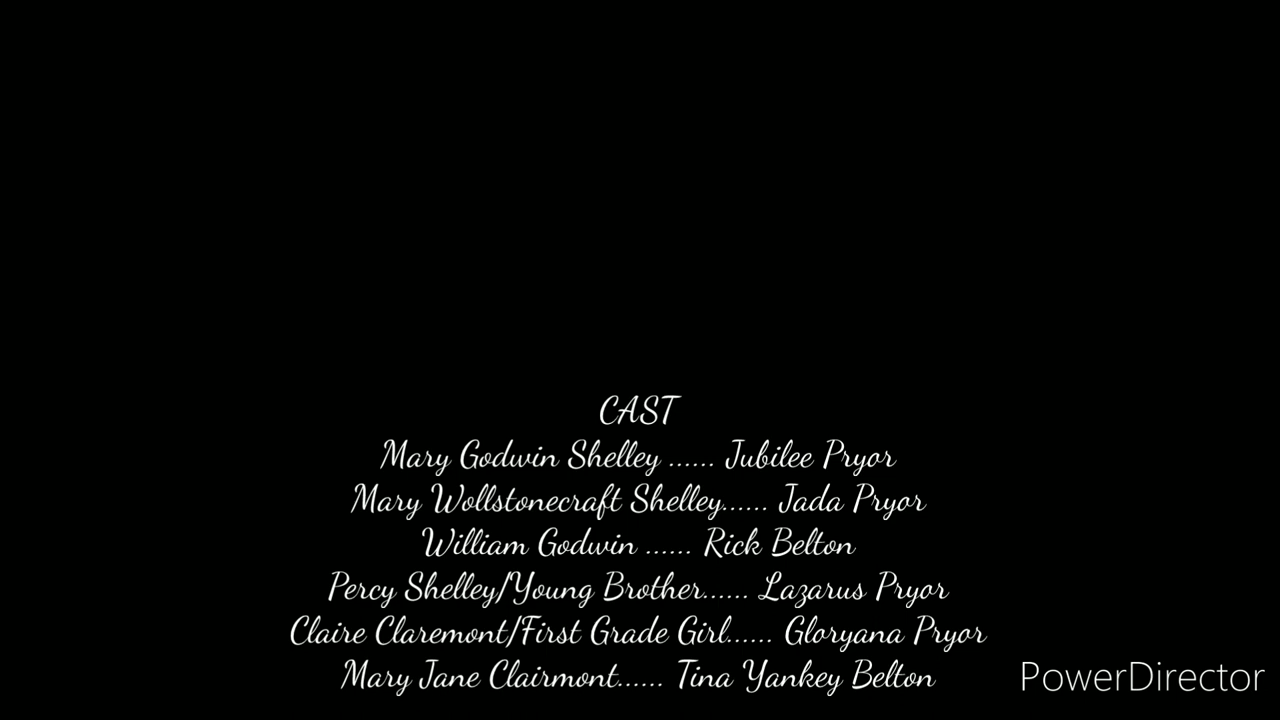 CAST
Mary Godwin Shelley ...... Jubilee Pryor
Mary Wollstonecraft Shelley...... Jada Pryor
William Godwin ...... Rick Belton
Percy Shelley/Young Brother...... Lazarus Pryor
Claire Claremont/First Grade Girl...... Gloryana Pryor
Mary Jane Clairmont...... Tina Yankey Belton
PowerDirector